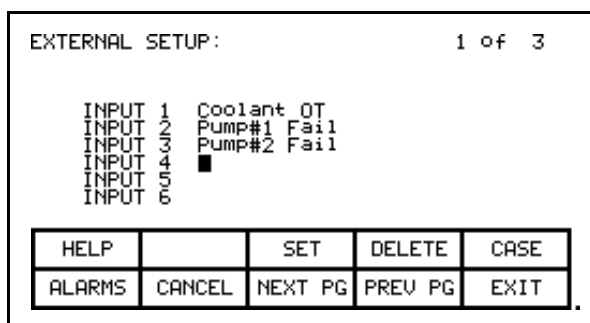 EXTERNAL SETUP: 1 of 3
INPUT 1 Coolant OT
INPUT 2 Pump#1 Fail
INPUT 3 Pump#2 Fail
INPUT 4
INPUT 5
INPUT 6
HELP SET DELETE CASE
ALARMS CANCEL NEXT PG PREV PG EXIT
.